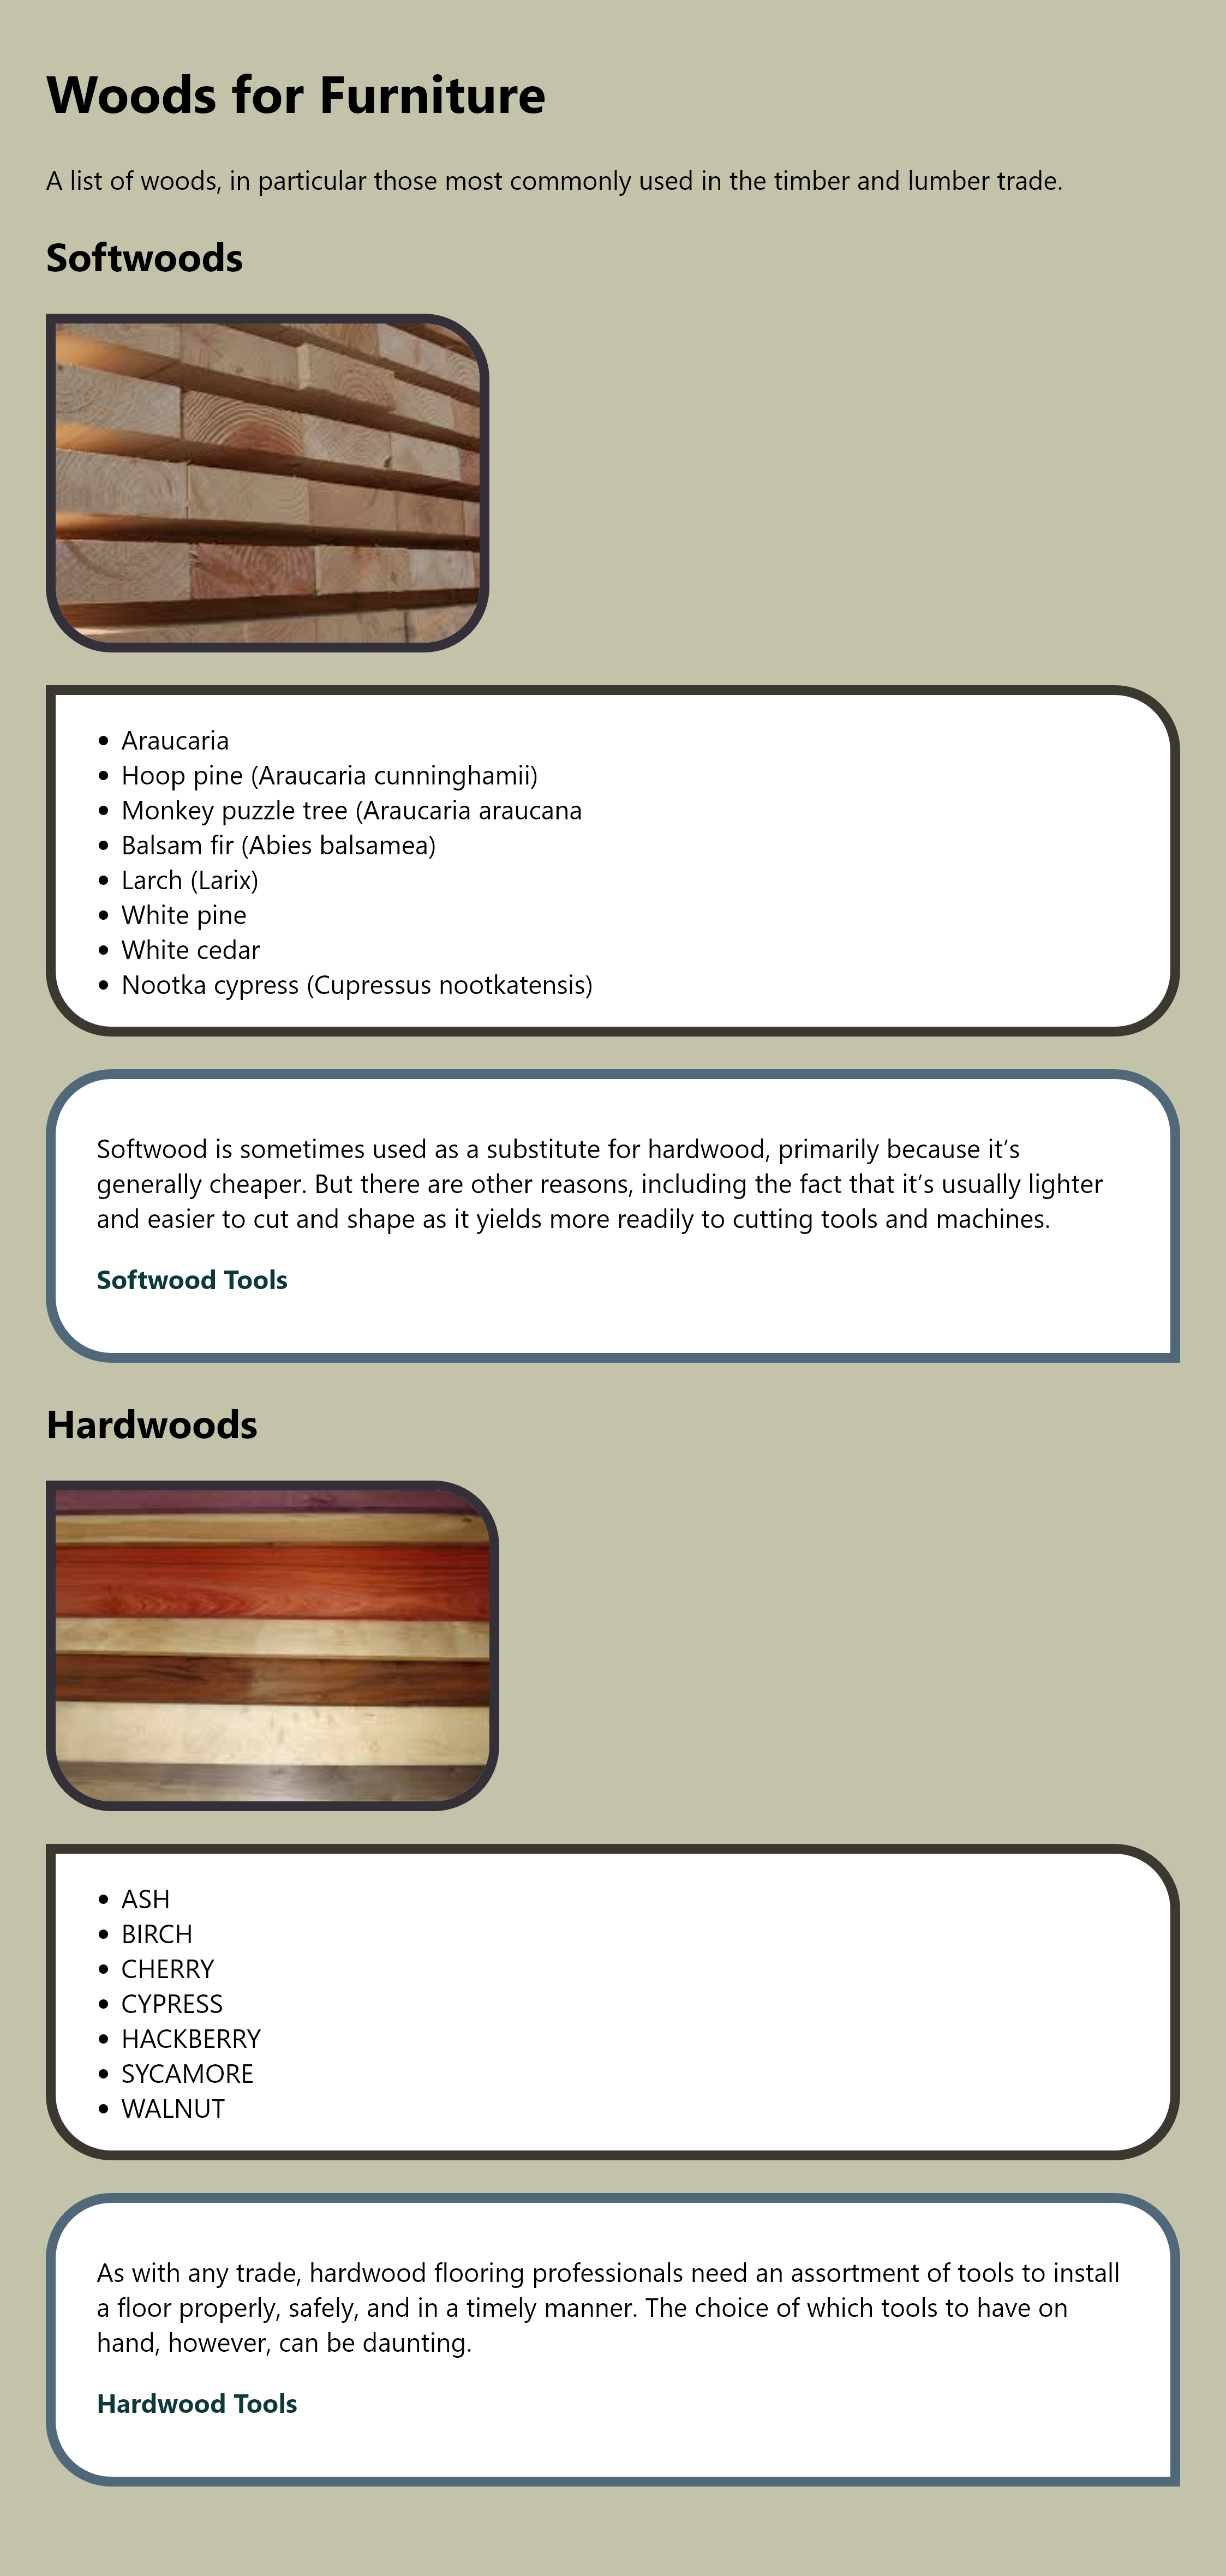 Woods for Furniture
A list of woods, in particular those most commonly used in the timber and lumber trade.
Softwoods
• Araucaria
• Hoop pine (Araucaria cunninghamii)
• Monkey puzzle tree (Araucaria araucana
• Balsam fir (Abies balsamea)
• Larch (Larix)
• White pine
• White cedar
• Nootka cypress (Cupressus nootkatensis)
Softwood is sometimes used as a substitute for hardwood, primarily because it’s
generally cheaper. But there are other reasons, including the fact that it’s usually lighter
and easier to cut and shape as it yields more readily to cutting tools and machines.
Softwood Tools
Hardwoods
• ASH
• BIRCH
• CHERRY
• CYPRESS
• HACKBERRY
• SYCAMORE
• WALNUT
As with any trade, hardwood flooring professionals need an assortment of tools to install
a floor properly, safely, and in a timely manner. The choice of which tools to have on
hand, however, can be daunting.
Hardwood Tools